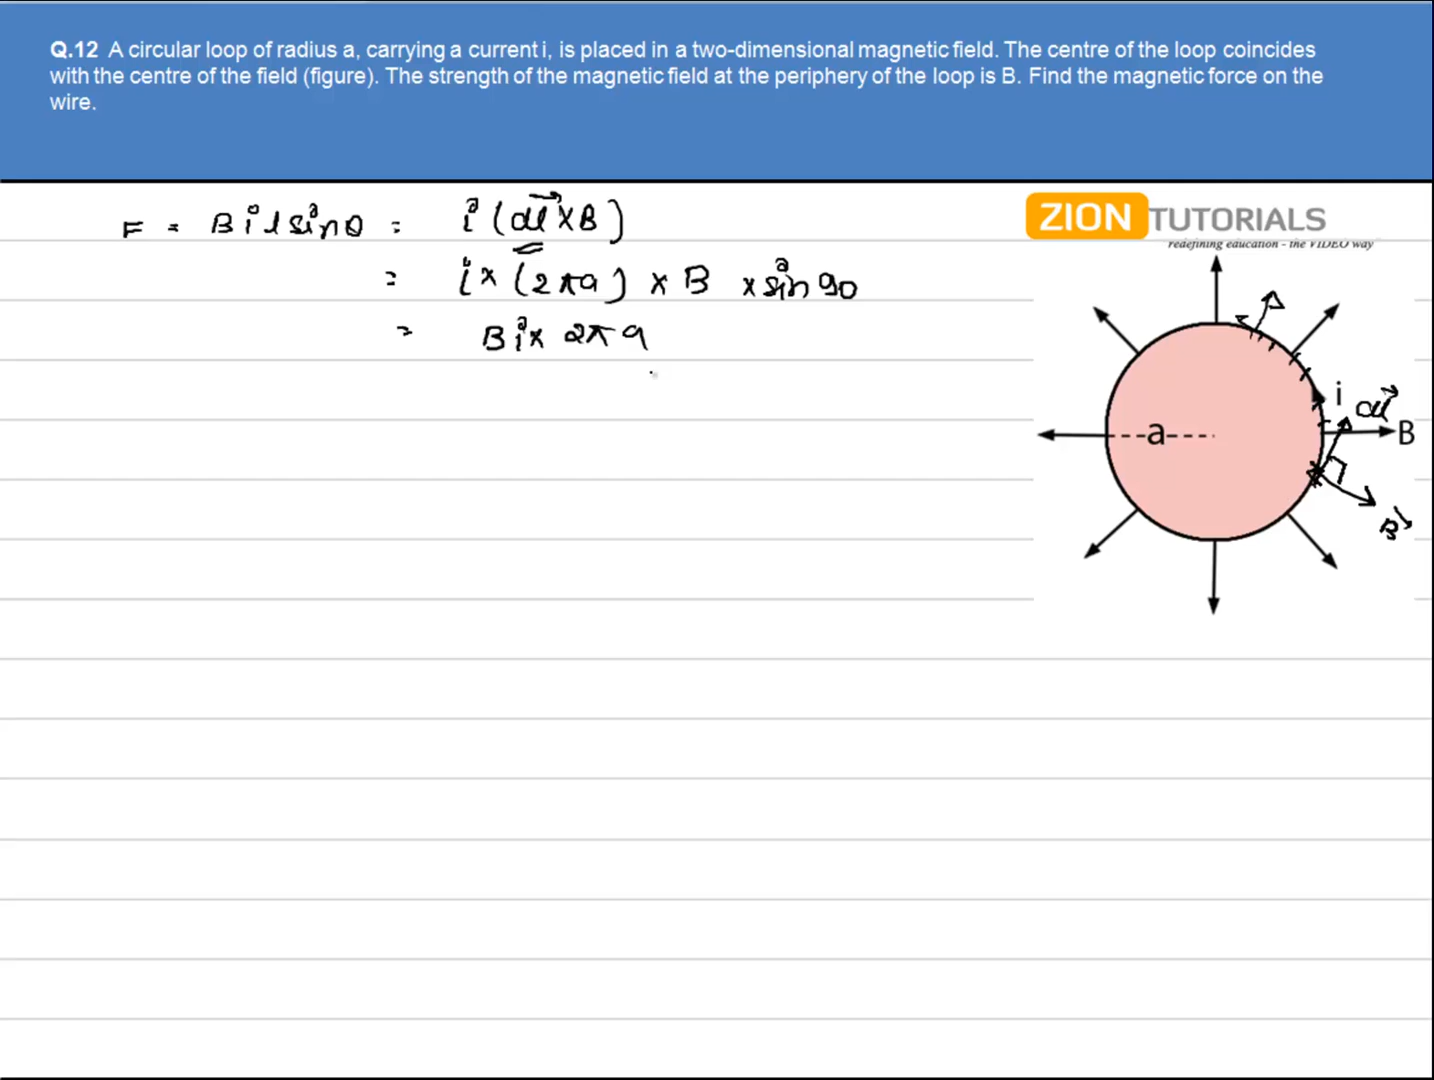 Q.12 A circular loop of radius a, carrying a current i, is placed in a two-dimensional magnetic field. The centre of the loop coincides
with the centre of the field (figure). The strength of the magnetic field at the periphery of the loop is B. Find the magnetic force on the
wire.
F = B i l sin θ = i (dl × B)
= i × (2πa) × B × sin 90
= Bi × 2πa
ZION TUTORIALS
redefining education - the VIDEO way
i
dl
a
B
B